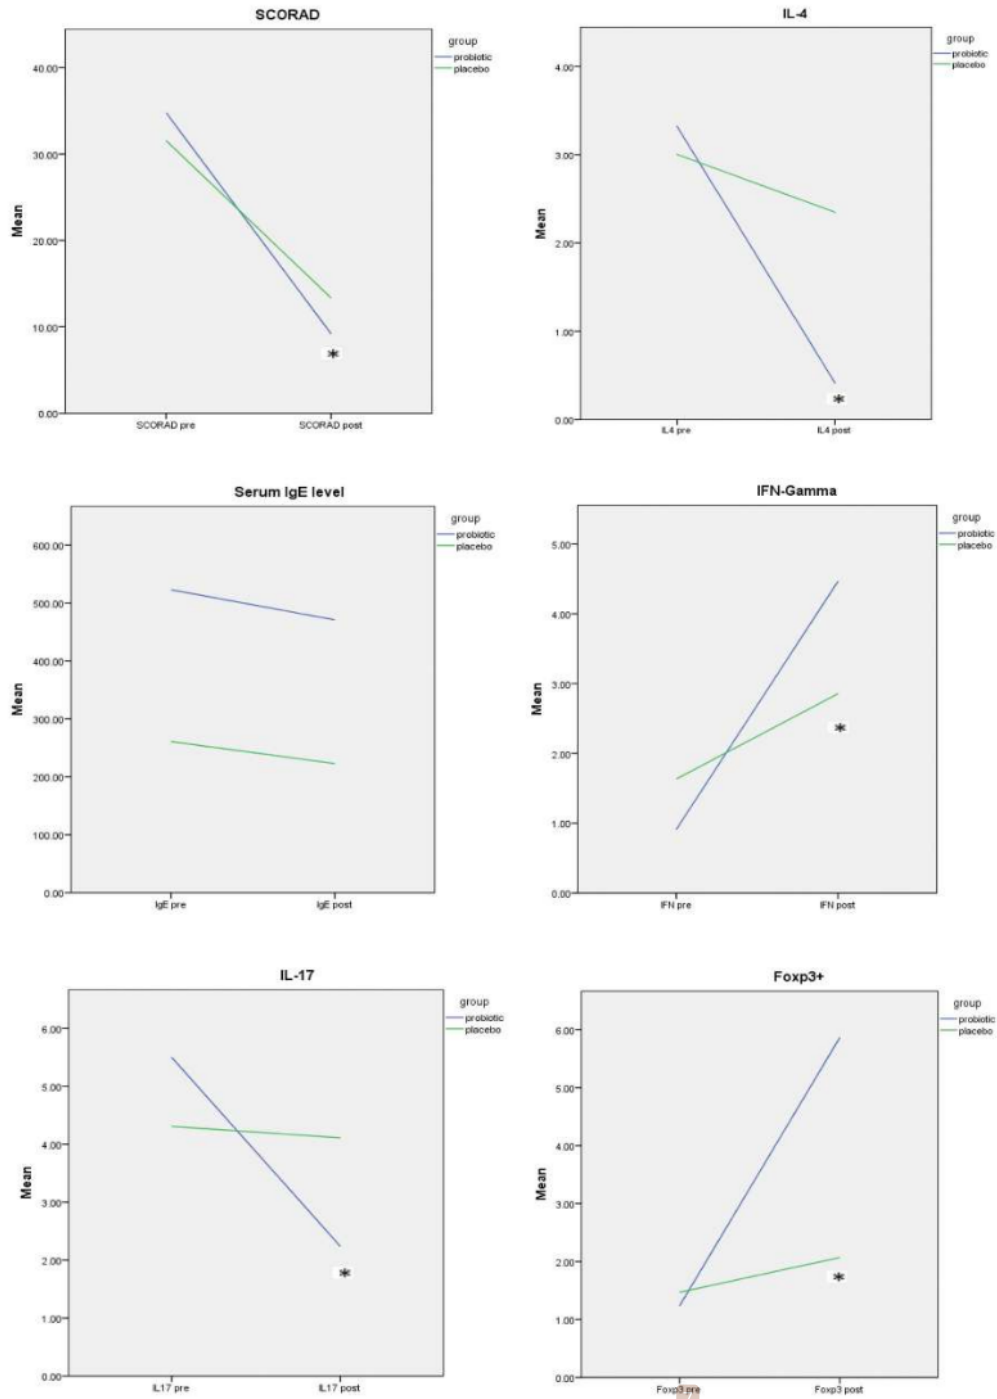 SCORAD
group
probiotic
placebo
40.00
30.00
20.00
10.00
0.00
Mean
SCORAD pre SCORAD post
*
IL-4
group
probiotic
placebo
4.00
3.00
2.00
1.00
0.00
Mean
IL4 pre IL4 post
*
Serum IgE level
group
probiotic
placebo
600.00
500.00
400.00
300.00
200.00
100.00
0.00
Mean
IgE pre IgE post
IFN-Gamma
group
probiotic
placebo
5.00
4.00
3.00
2.00
1.00
0.00
Mean
IFN pre IFN post
*
IL-17
group
probiotic
placebo
6.00
5.00
4.00
3.00
2.00
1.00
0.00
Mean
IL17 pre IL17 post
*
Foxp3+
group
probiotic
placebo
6.00
5.00
4.00
3.00
2.00
1.00
0.00
Mean
Foxp3 pre Foxp3 post
*